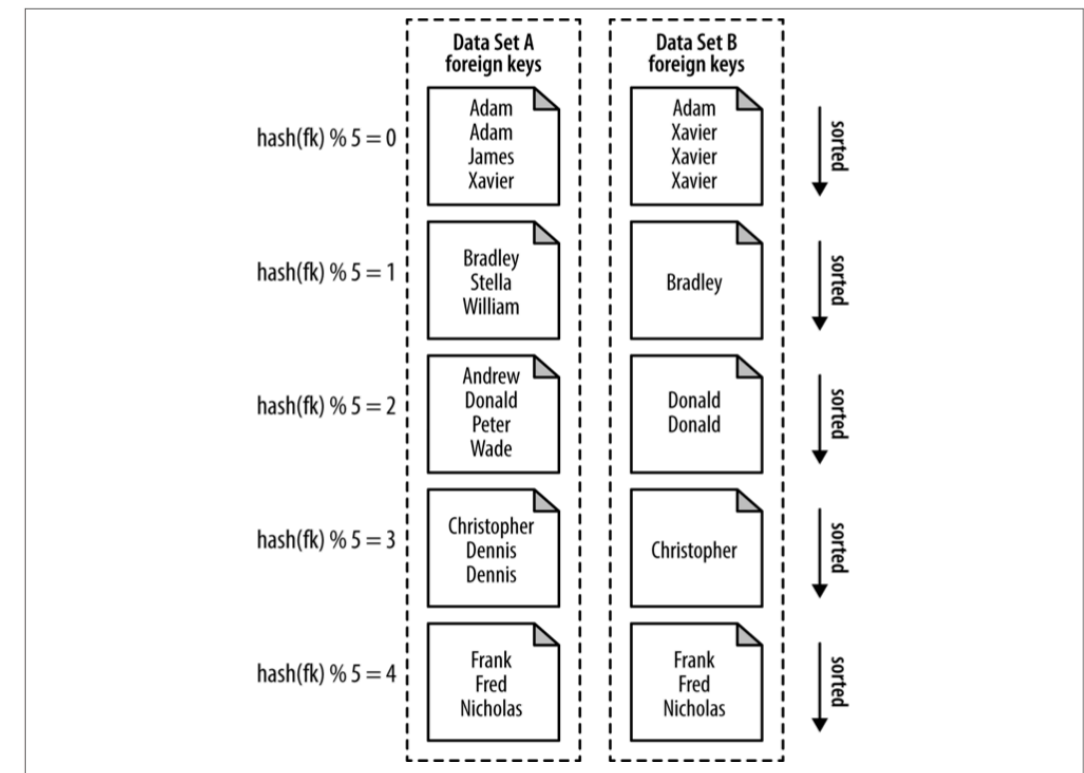 Data Set A
foreign keys
Data Set B
foreign keys
hash(fk) % 5 = 0
Adam
Adam
James
Xavier
Adam
Xavier
Xavier
Xavier
sorted
hash(fk) % 5 = 1
Bradley
Stella
William
Bradley
sorted
hash(fk) % 5 = 2
Andrew
Donald
Peter
Wade
Donald
Donald
sorted
hash(fk) % 5 = 3
Christopher
Dennis
Dennis
Christopher
sorted
hash(fk) % 5 = 4
Frank
Fred
Nicholas
Frank
Fred
Nicholas
sorted